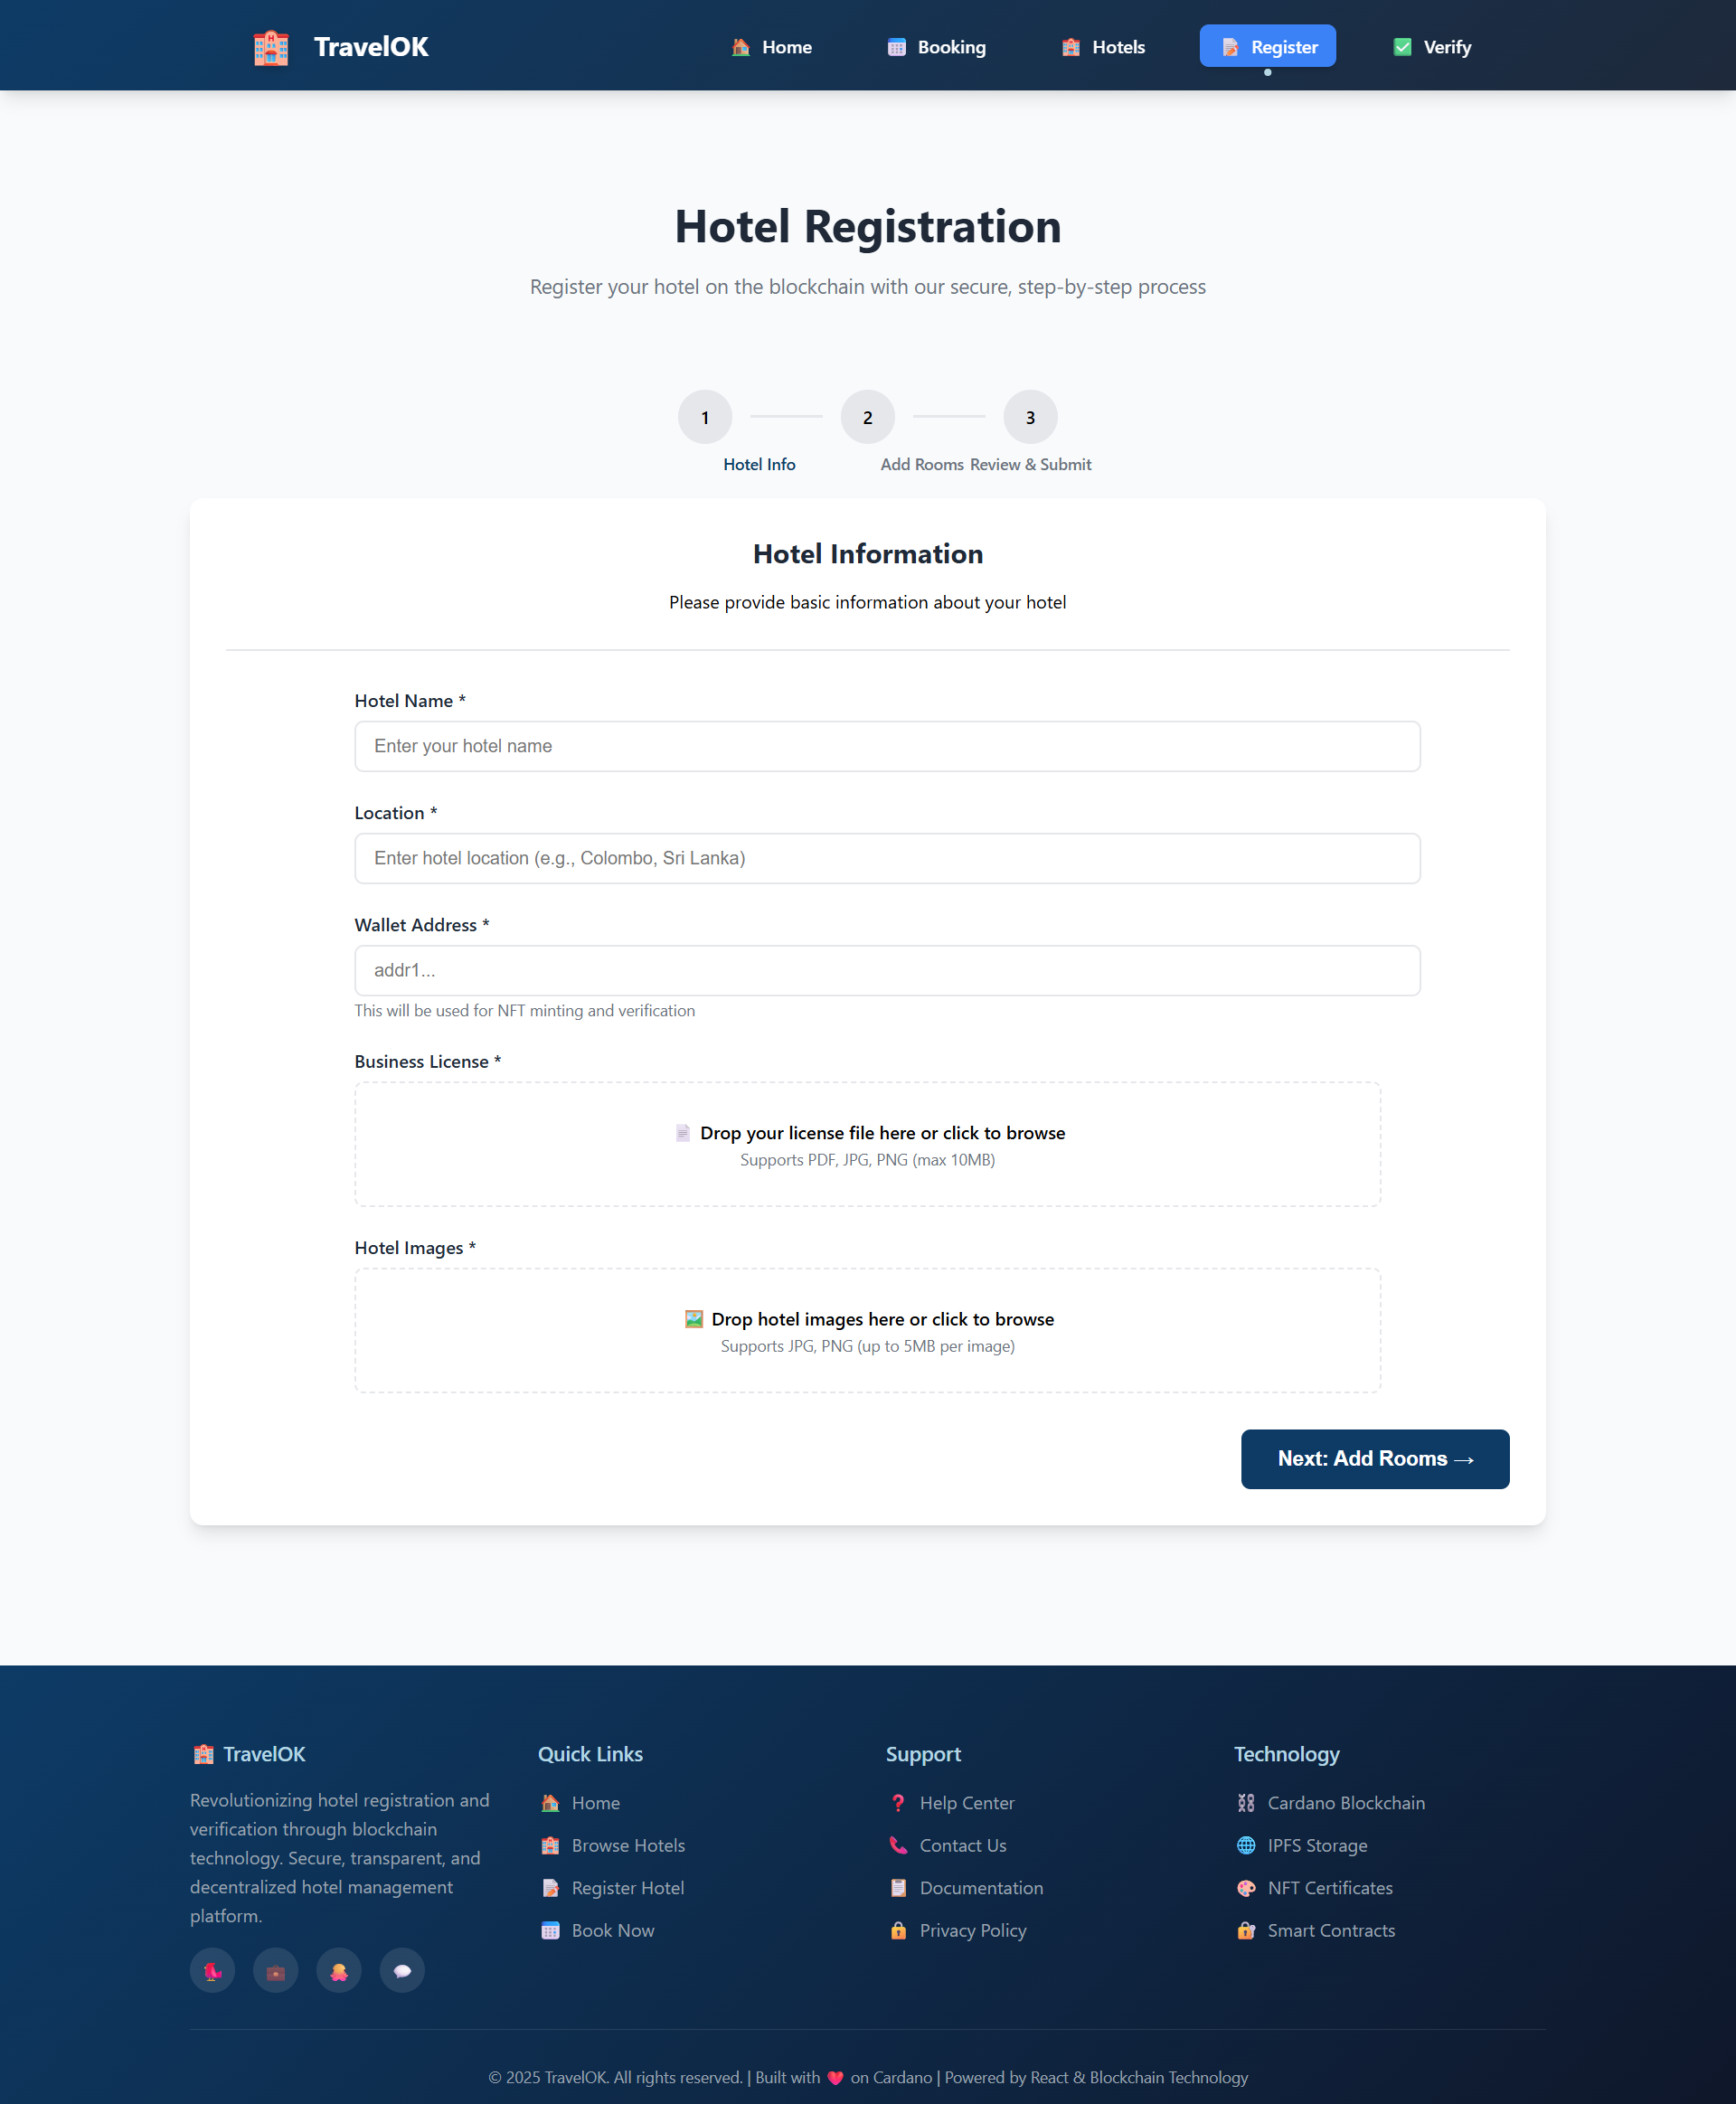 TravelOK
Home
Booking
Hotels
Register
Verify
Hotel Registration
Register your hotel on the blockchain with our secure, step-by-step process
1
2
3
Hotel Info
Add Rooms
Review & Submit
Hotel Information
Please provide basic information about your hotel
Hotel Name *
Enter your hotel name
Location *
Enter hotel location (e.g., Colombo, Sri Lanka)
Wallet Address *
addr1...
This will be used for NFT minting and verification
Business License *
Drop your license file here or click to browse
Supports PDF, JPG, PNG (max 10MB)
Hotel Images *
Drop hotel images here or click to browse
Supports JPG, PNG (up to 5MB per image)
Next: Add Rooms →
TravelOK
Revolutionizing hotel registration and
verification through blockchain
technology. Secure, transparent, and
decentralized hotel management
platform.
Quick Links
Home
Browse Hotels
Register Hotel
Book Now
Support
Help Center
Contact Us
Documentation
Privacy Policy
Technology
Cardano Blockchain
IPFS Storage
NFT Certificates
Smart Contracts
© 2025 TravelOK. All rights reserved. | Built with ❤️ on Cardano | Powered by React & Blockchain Technology